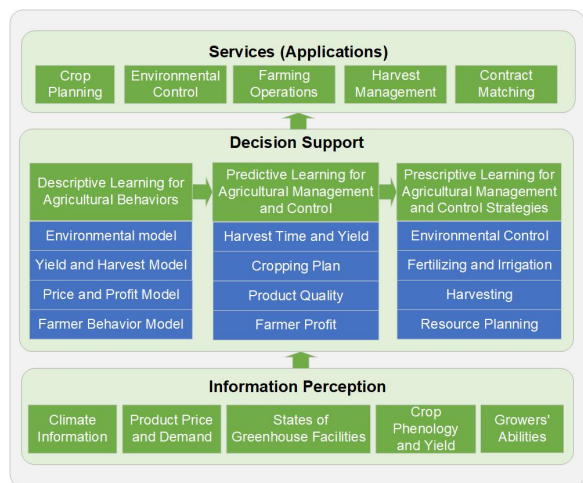 Services (Applications)
Crop
Planning
Environmental
Control
Farming
Operations
Harvest
Management
Contract
Matching
Decision Support
Descriptive Learning for
Agricultural Behaviors
Predictive Learning for
Agricultural Management
and Control
Prescriptive Learning for
Agricultural Management
and Control Strategies
Environmental model
Yield and Harvest Model
Price and Profit Model
Farmer Behavior Model
Harvest Time and Yield
Cropping Plan
Product Quality
Farmer Profit
Environmental Control
Fertilizing and Irrigation
Harvesting
Resource Planning
Information Perception
Climate
Information
Product Price
and Demand
States of
Greenhouse Facilities
Crop
Phenology
and Yield
Growers'
Abilities